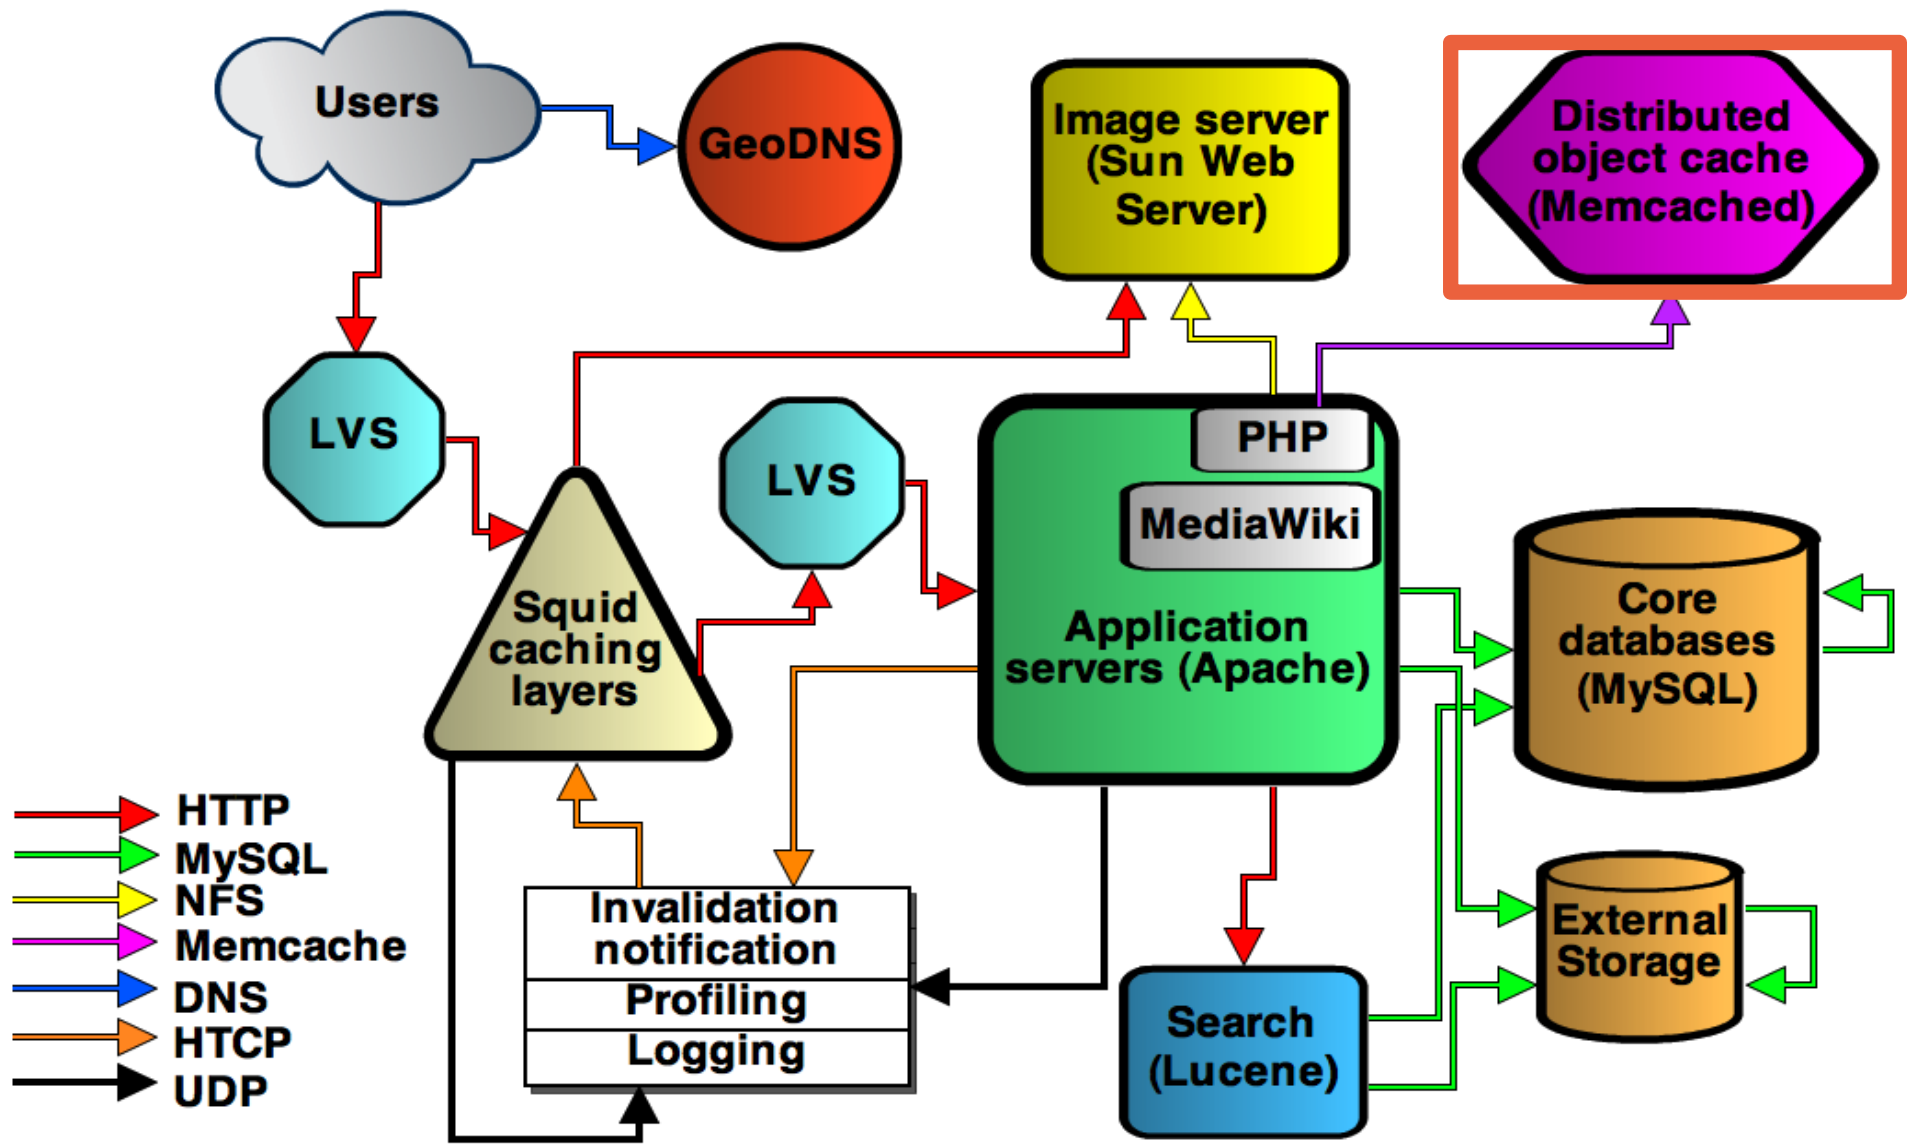 Users
GeoDNS
Image server
(Sun Web
Server)
Distributed
object cache
(Memcached)
LVS
LVS
PHP
MediaWiki
Application
servers (Apache)
Squid
caching
layers
Core
databases
(MySQL)
HTTP
MySQL
NFS
Memcache
DNS
HTCP
UDP
Invalidation
notification
Profiling
Logging
Search
(Lucene)
External
Storage